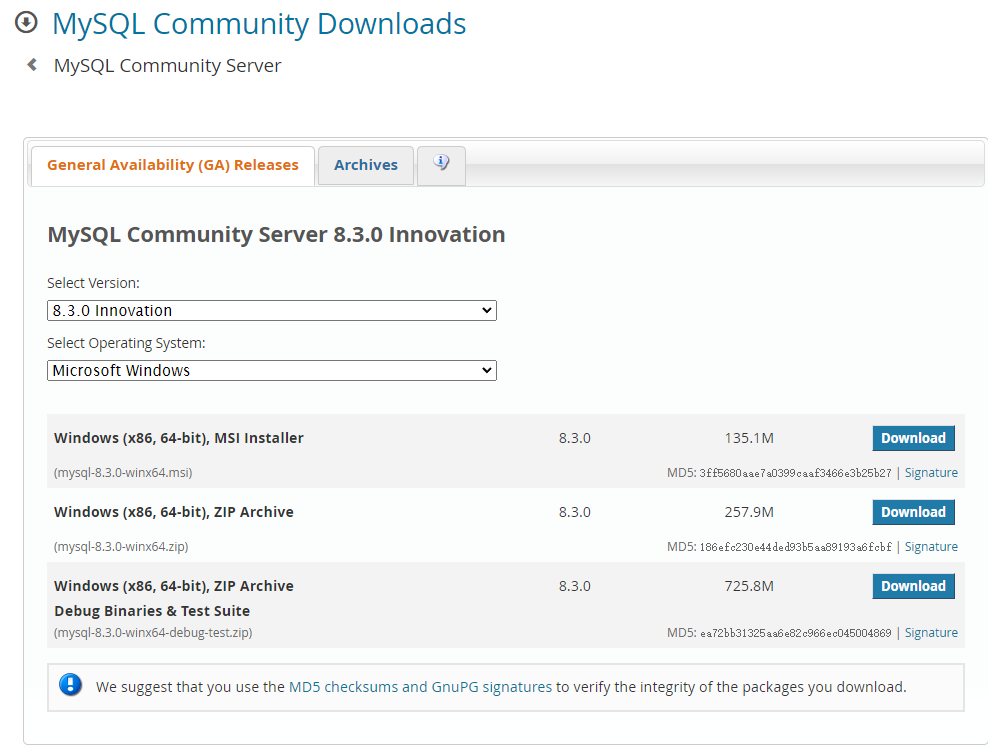 MySQL Community Downloads
MySQL Community Server
General Availability (GA) Releases Archives
MySQL Community Server 8.3.0 Innovation
Select Version:
8.3.0 Innovation
Select Operating System:
Microsoft Windows
Windows (x86, 64-bit), MSI Installer 8.3.0 135.1M Download
(mysql-8.3.0-winx64.msi) MD5: 3ff5680aae7a0399caaf3466e3b25b27 | Signature
Windows (x86, 64-bit), ZIP Archive 8.3.0 257.9M Download
(mysql-8.3.0-winx64.zip) MD5: 186efc230e44ded93b5aa89193a6fcbf | Signature
Windows (x86, 64-bit), ZIP Archive 8.3.0 725.8M Download
Debug Binaries & Test Suite
(mysql-8.3.0-winx64-debug-test.zip) MD5: ea72bb31325aa6e82c966ec045004869 | Signature
We suggest that you use the MD5 checksums and GnuPG signatures to verify the integrity of the packages you download.